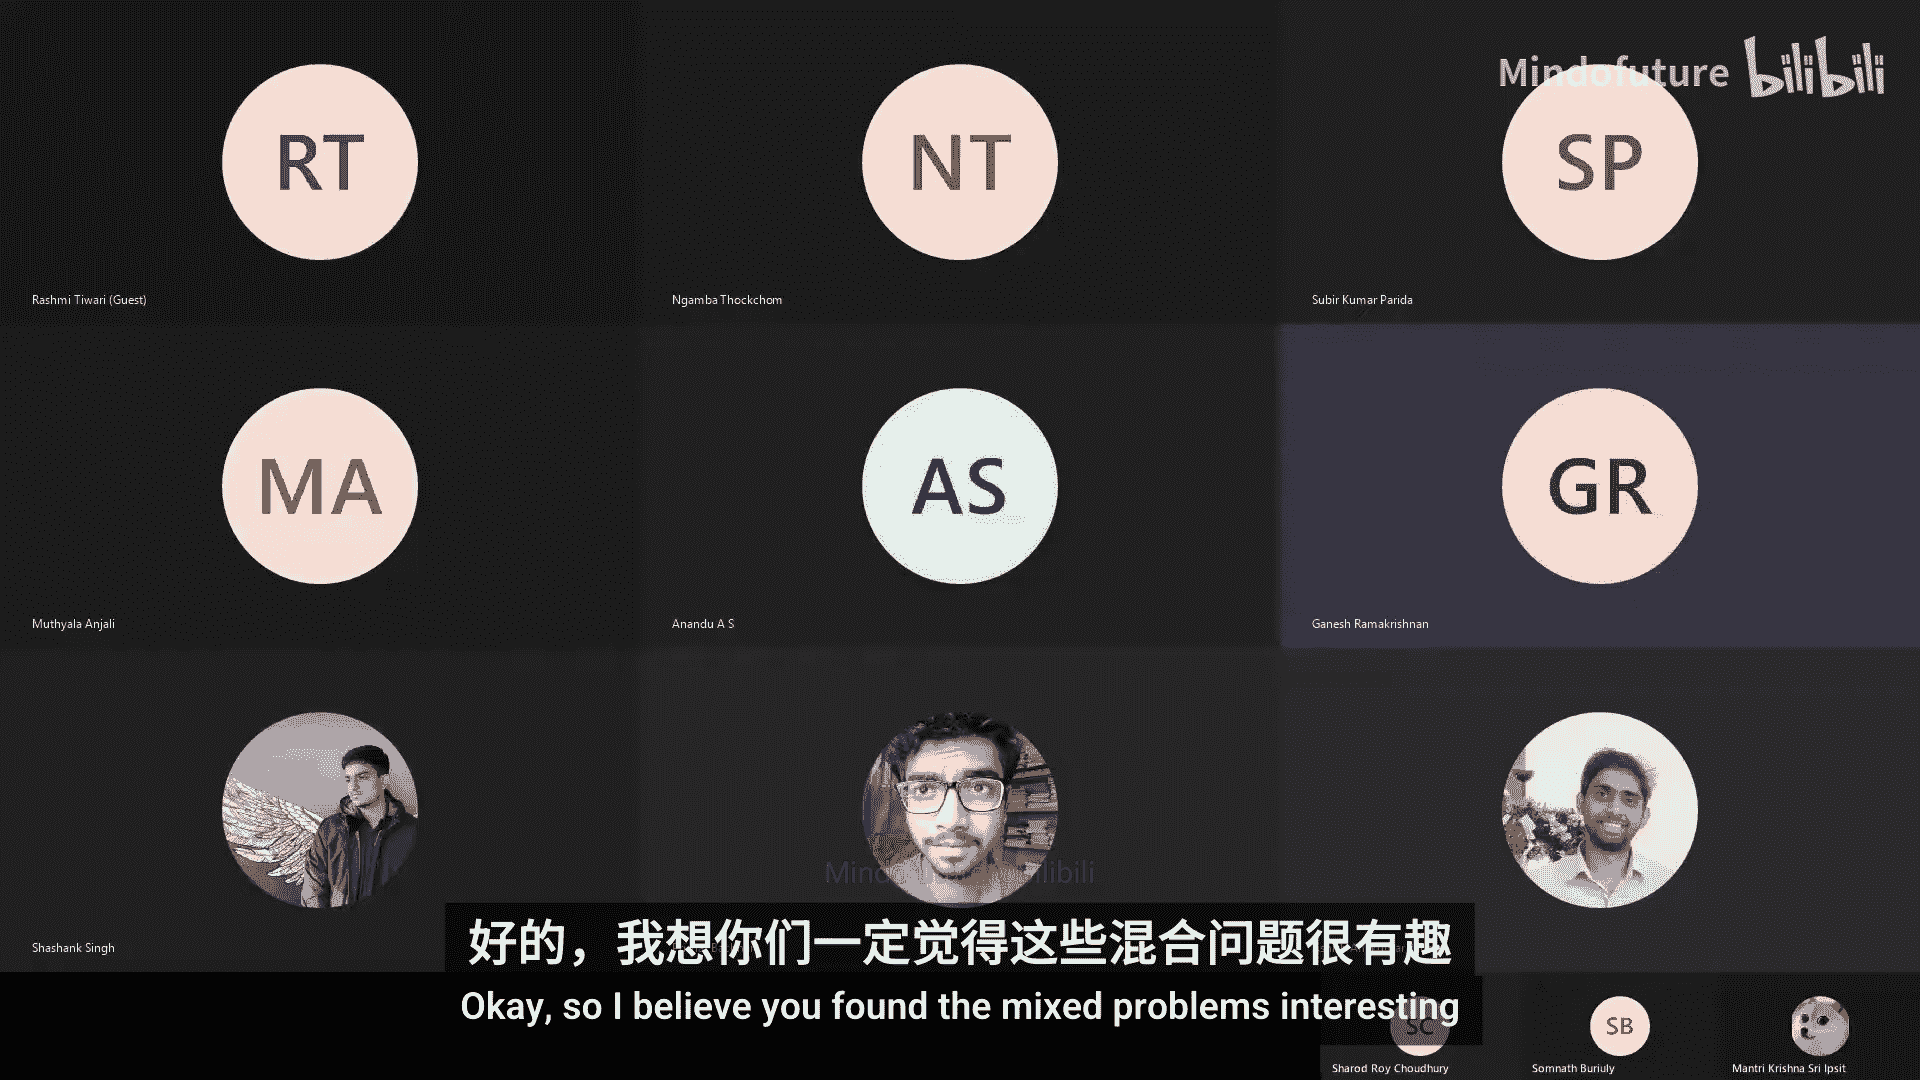 Mindofuture bilibili
RT
NT
SP
Rashmi Tiwari (Guest)
Ngamba Thockchom
Subir Kumar Parida
MA
AS
GR
Muthyala Anjali
Anandu A S
Ganesh Ramakrishnan
Shashank Singh
好的，我想你们一定觉得这些混合问题很有趣
Okay, so I believe you found the mixed problems interesting
SC
SB
Sharod Roy Choudhury
Somnath Buriuly
Mantri Krishna Sri Ipsit